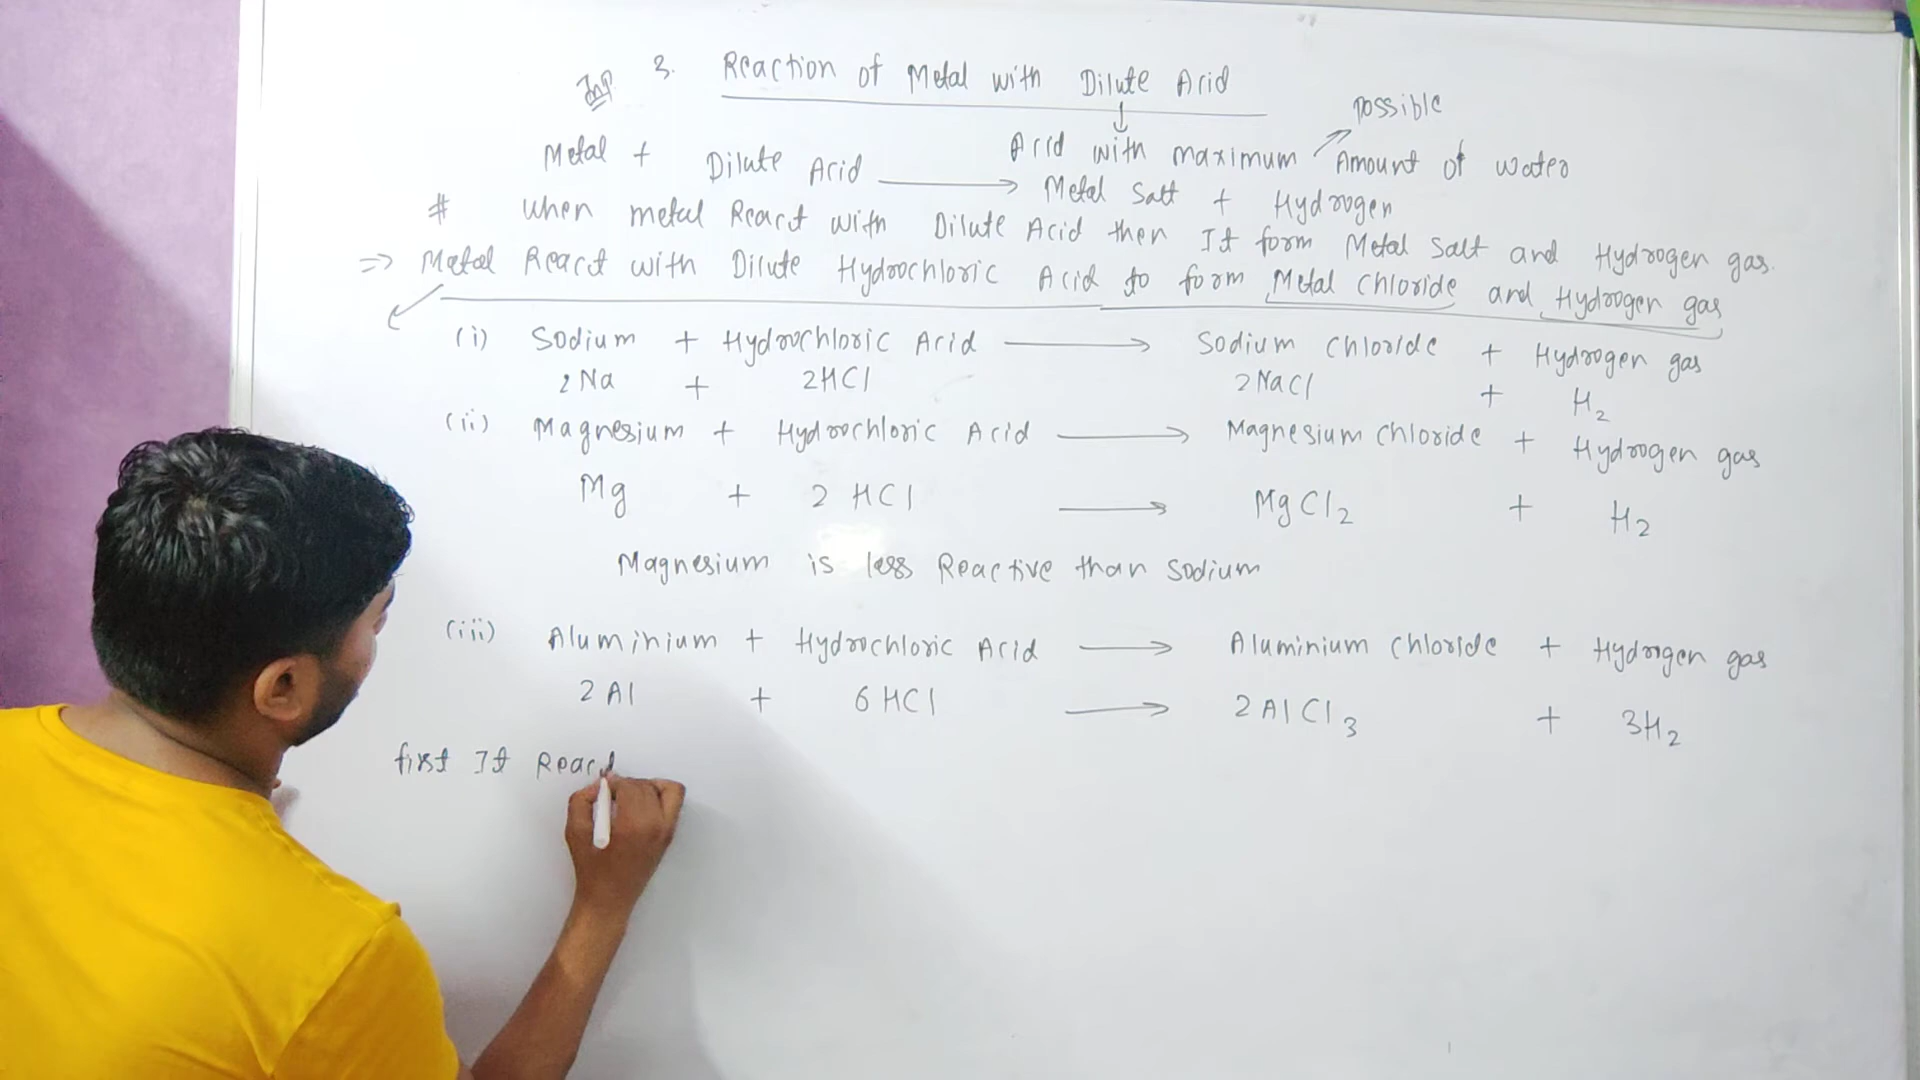 Imp 3. Reaction of Metal with Dilute Acid
possible
Acid with maximum Amount of water
Metal + Dilute Acid ⟶ Metal Salt + Hydrogen
# When metal React with Dilute Acid then It form Metal Salt and Hydrogen gas.
⇒ Metal React with Dilute Hydrochloric Acid to form Metal Chloride and Hydrogen gas
(i) Sodium + Hydrochloric Acid ⟶ Sodium Chloride + Hydrogen gas
2Na + 2HCl 2NaCl + H₂
(ii) Magnesium + Hydrochloric Acid ⟶ Magnesium Chloride + Hydrogen gas
Mg + 2 HCl ⟶ MgCl₂ + H₂
Magnesium is less Reactive than Sodium
(iii) Aluminium + Hydrochloric Acid ⟶ Aluminium Chloride + Hydrogen gas
2 Al + 6 HCl ⟶ 2 AlCl₃ + 3H₂
first It React